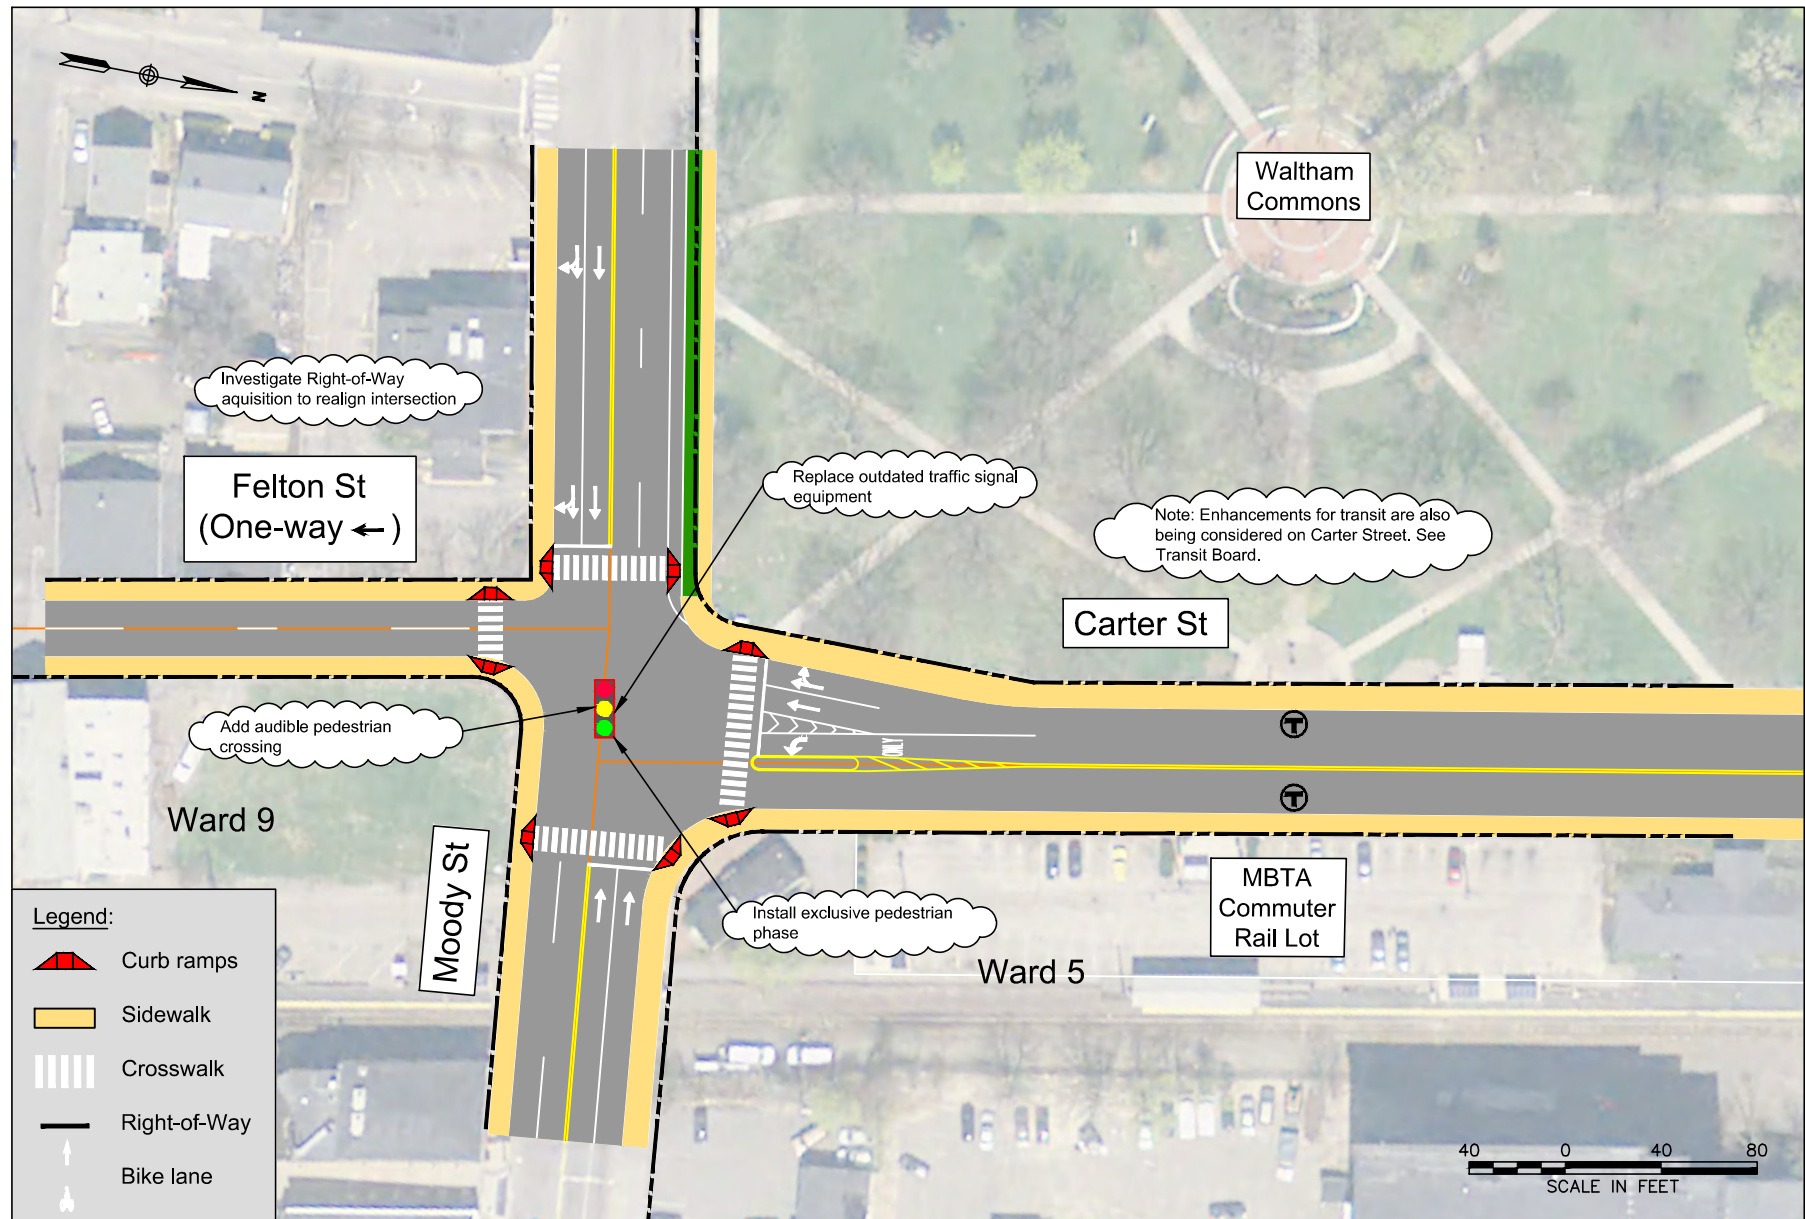 N
Waltham
Commons
Investigate Right-of-Way
aquisition to realign intersection
Felton St
(One-way ← )
Replace outdated traffic signal
equipment
Note: Enhancements for transit are also
being considered on Carter Street. See
Transit Board.
Carter St
Add audible pedestrian
crossing
ONLY
T
T
Ward 9
Moody St
MBTA
Commuter
Rail Lot
Install exclusive pedestrian
phase
Ward 5
Legend:
Curb ramps
Sidewalk
Crosswalk
Right-of-Way
Bike lane
40 0 40 80
SCALE IN FEET